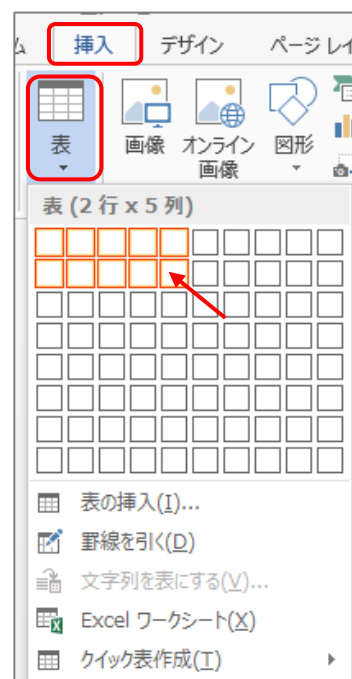 ム 挿入 デザイン ページ レイ
表 画像 オンライン 図形
画像
表 (2 行 x 5 列)
表の挿入(I)...
罫線を引く(D)
文字列を表にする(V)...
Excel ワークシート(X)
クイック表作成(T)